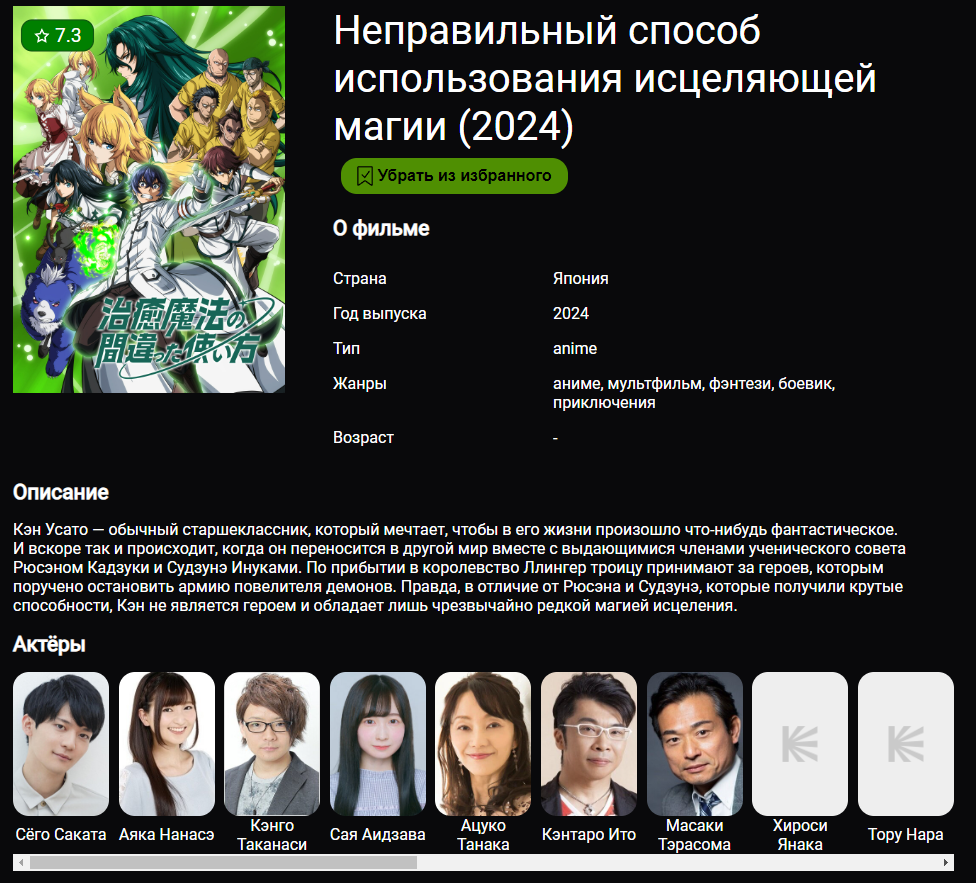 7.3
治癒魔法の
間違った使い方
Неправильный способ
использования исцеляющей
магии (2024)
Убрать из избранного
О фильме
Страна Япония
Год выпуска 2024
Тип anime
Жанры аниме, мультфильм, фэнтези, боевик,
приключения
Возраст -
Описание
Кэн Усато — обычный старшеклассник, который мечтает, чтобы в его жизни произошло что-нибудь фантастическое.
И вскоре так и происходит, когда он переносится в другой мир вместе с выдающимися членами ученического совета
Рюсэном Кадзуки и Судзунэ Инуками. По прибытии в королевство Ллингер троицу принимают за героев, которым
поручено остановить армию повелителя демонов. Правда, в отличие от Рюсэна и Судзунэ, которые получили крутые
способности, Кэн не является героем и обладает лишь чрезвычайно редкой магией исцеления.
Актёры
Сёго Саката
Аяка Нанасэ
Кэнго
Таканаси
Сая Аидзава
Ацуко
Танака
Кэнтаро Ито
Масаки
Тэрасома
Хироси
Янака
Тору Нара